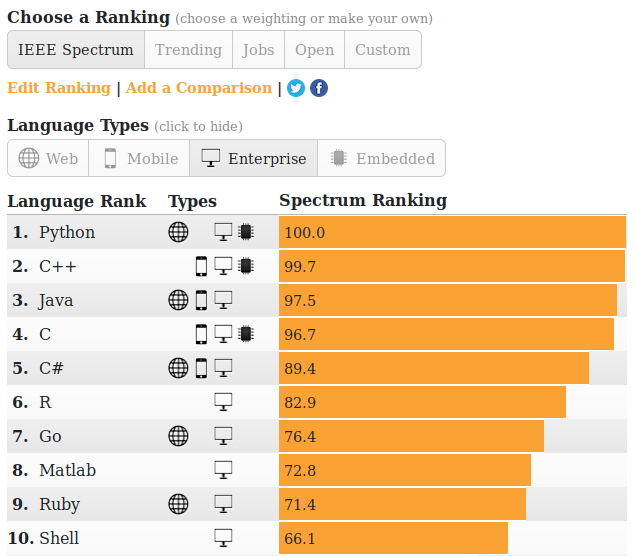 Choose a Ranking (choose a weighting or make your own)
IEEE Spectrum Trending Jobs Open Custom
Edit Ranking | Add a Comparison |
Language Types (click to hide)
Web Mobile Enterprise Embedded
Language Rank Types Spectrum Ranking
1. Python 100.0
2. C++ 99.7
3. Java 97.5
4. C 96.7
5. C# 89.4
6. R 82.9
7. Go 76.4
8. Matlab 72.8
9. Ruby 71.4
10. Shell 66.1